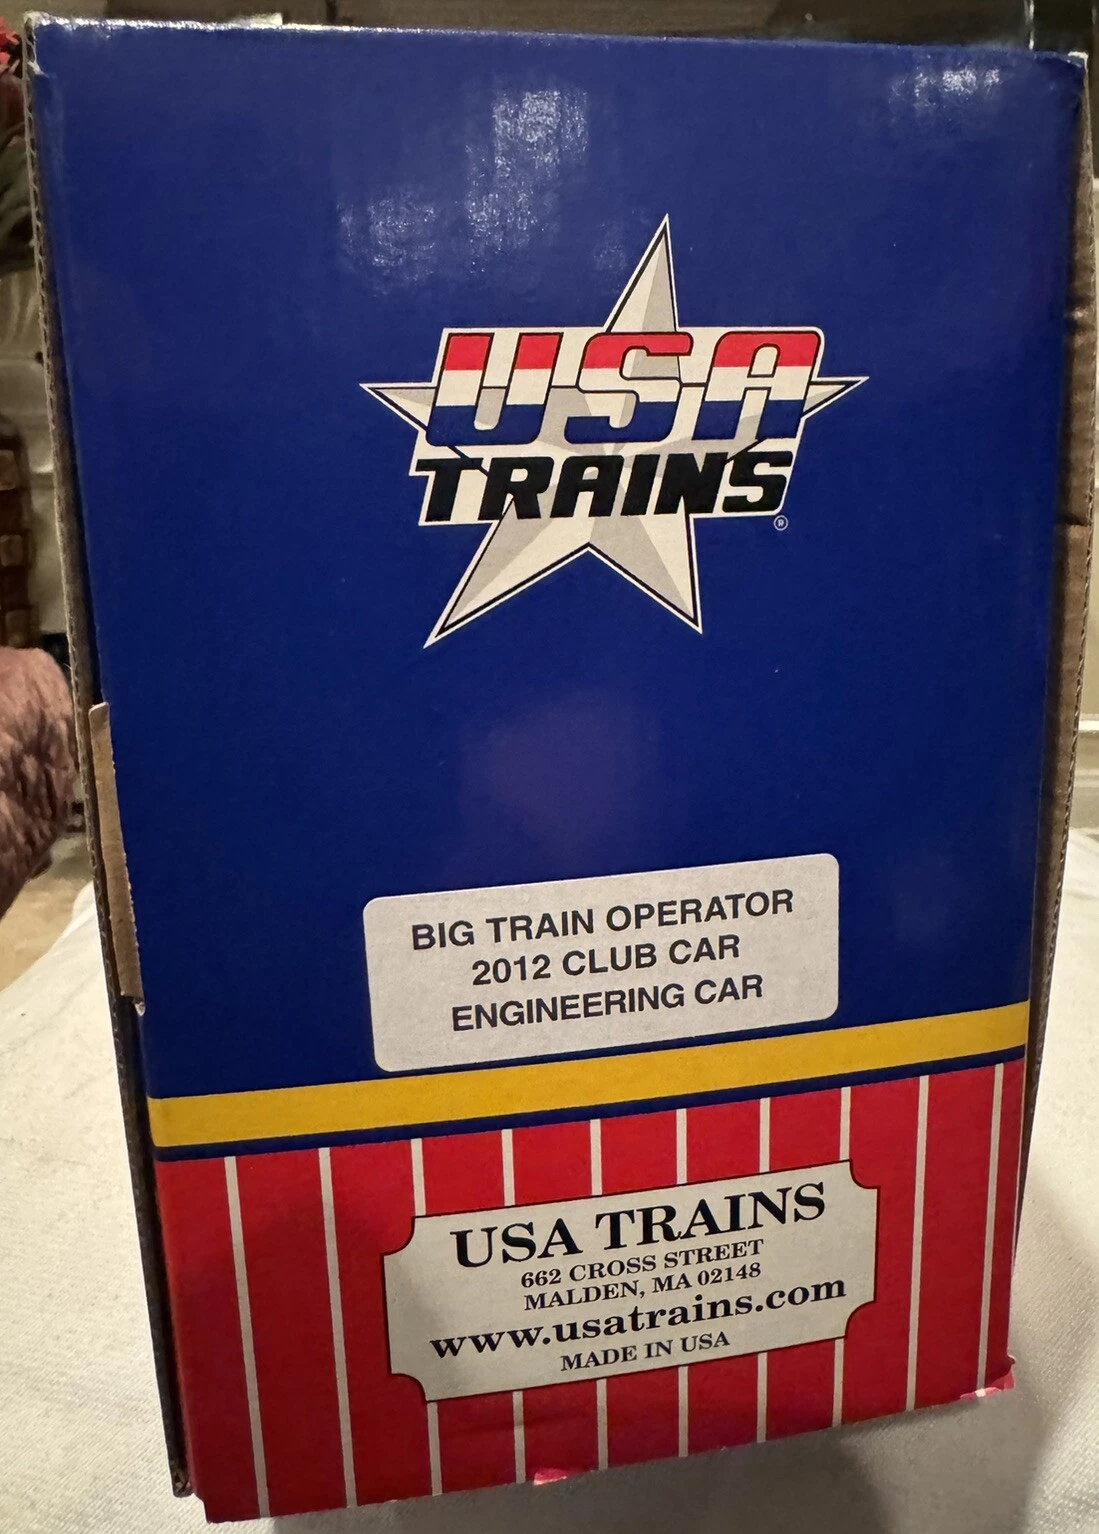 USA
TRAINS
®
BIG TRAIN OPERATOR
2012 CLUB CAR
ENGINEERING CAR
USA TRAINS
662 CROSS STREET
MALDEN, MA 02148
www.usatrains.com
MADE IN USA